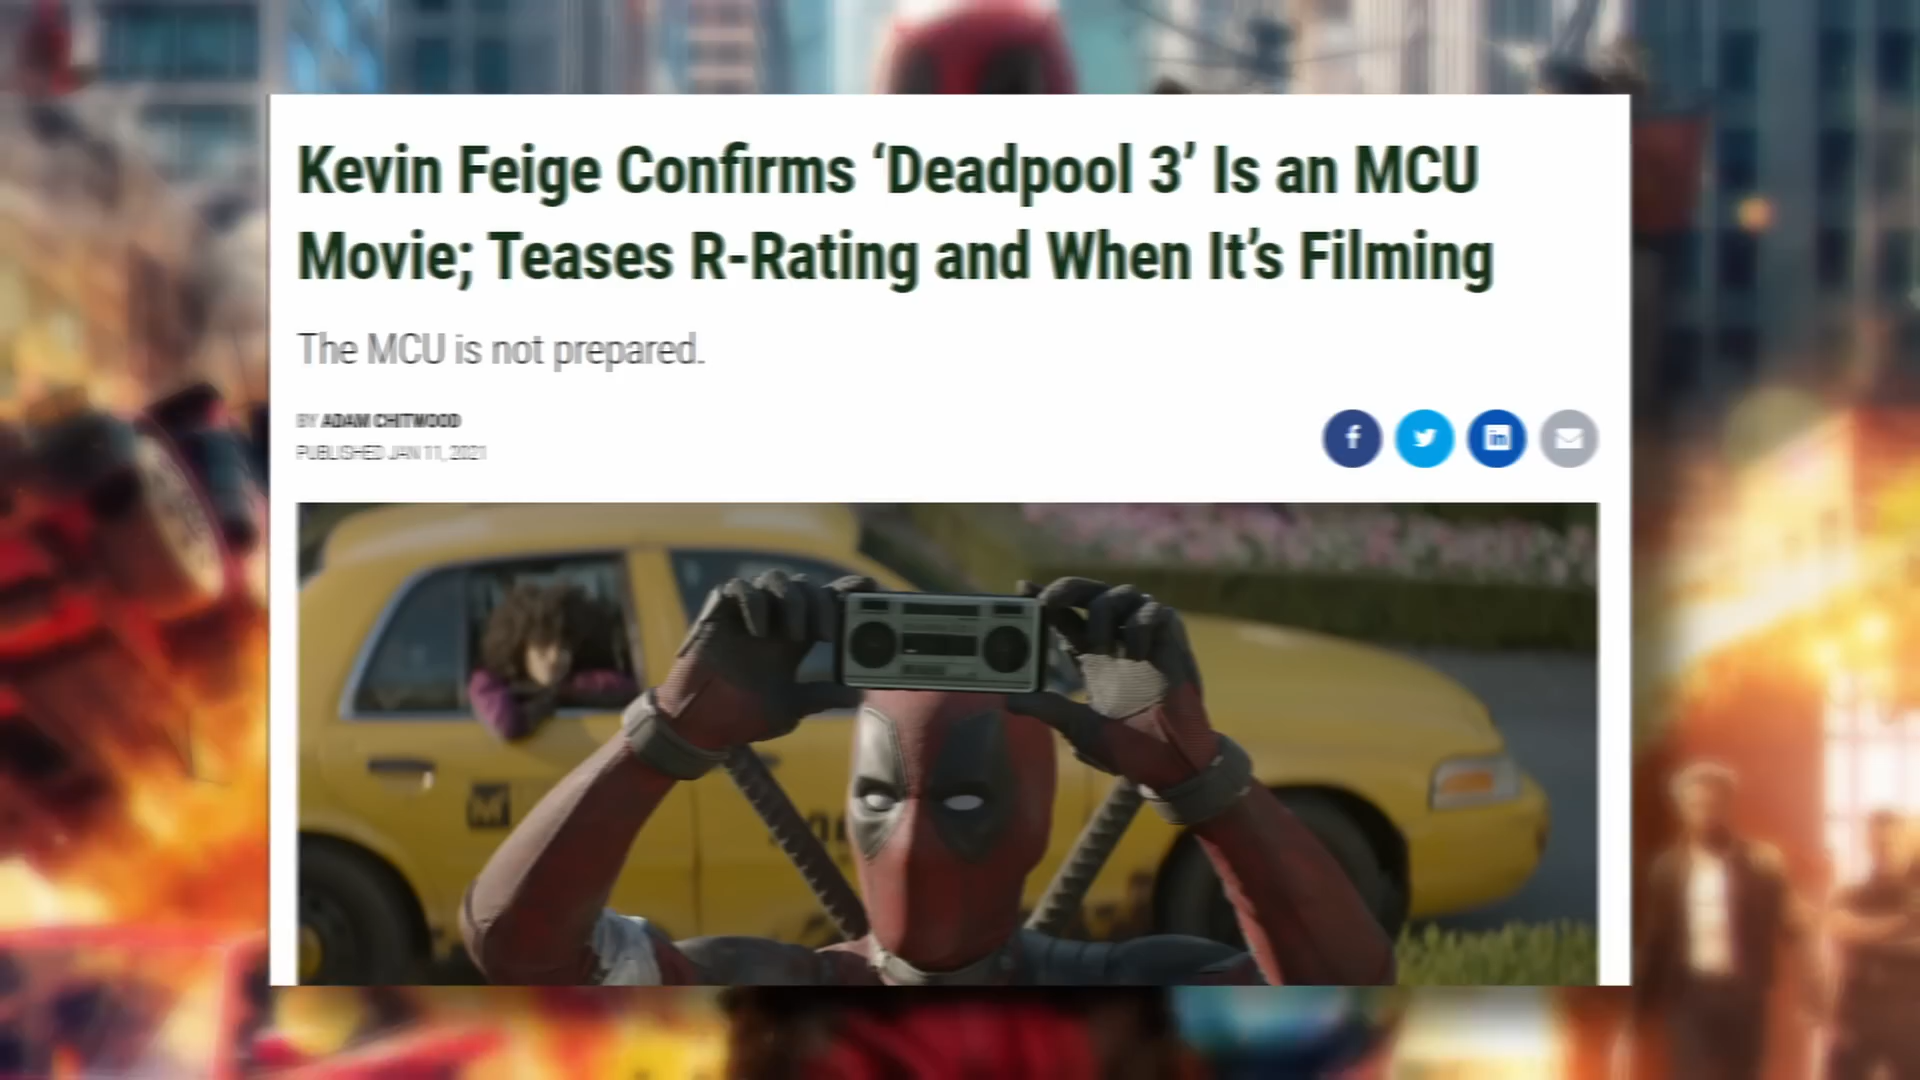 Kevin Feige Confirms ‘Deadpool 3’ Is an MCU
Movie; Teases R-Rating and When It’s Filming
The MCU is not prepared.
BY ADAM CHITWOOD
PUBLISHED JAN 11, 2021